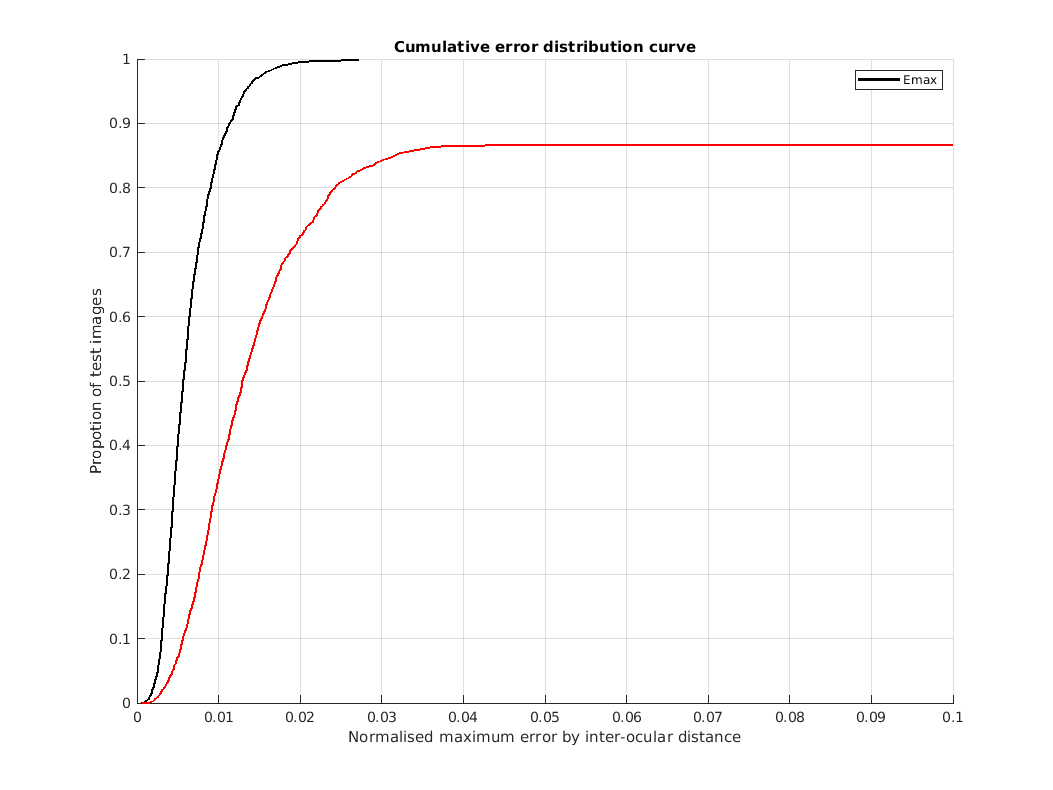 Cumulative error distribution curve
Emax
1
0.9
0.8
0.7
0.6
0.5
0.4
0.3
0.2
0.1
0
Propotion of test images
0 0.01 0.02 0.03 0.04 0.05 0.06 0.07 0.08 0.09 0.1
Normalised maximum error by inter-ocular distance